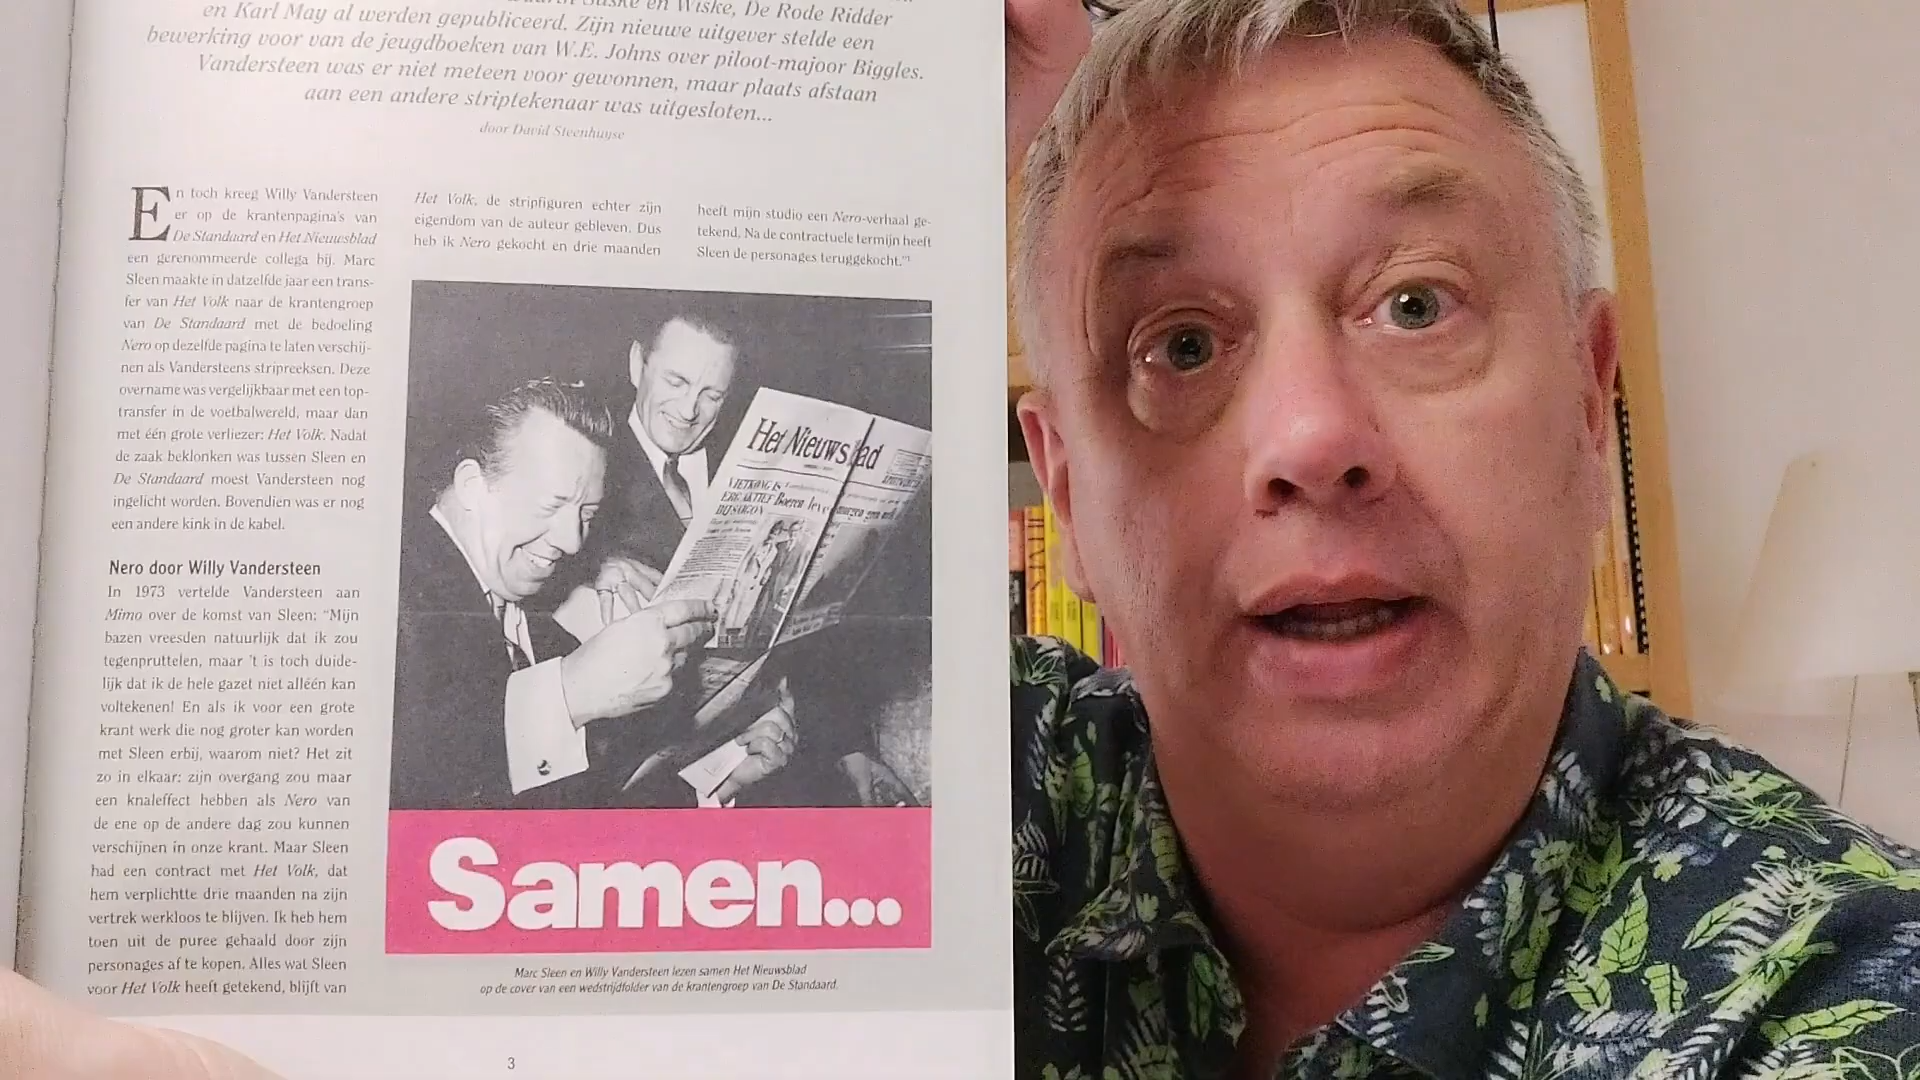 Suske en Wiske, De Rode Ridder
en Karl May al werden gepubliceerd. Zijn nieuwe uitgever stelde een
bewerking voor van de jeugdboeken van W.E. Johns over piloot-majoor Biggles.
Vandersteen was er niet meteen voor gewonnen, maar plaats afstaan
aan een andere striptekenaar was uitgesloten...
door David Steenhuyse
En toch kreeg Willy Vandersteen
er op de krantenpagina's van
De Standaard en Het Nieuwsblad
een gerenommeerde collega bij. Marc
Sleen maakte in datzelfde jaar een trans-
fer van Het Volk naar de krantengroep
van De Standaard met de bedoeling
Nero op dezelfde pagina te laten verschij-
nen als Vandersteens stripreeksen. Deze
overname was vergelijkbaar met een top-
transfer in de voetbalwereld, maar dan
met één grote verliezer: Het Volk. Nadat
de zaak beklonken was tussen Sleen en
De Standaard moest Vandersteen nog
ingelicht worden. Bovendien was er nog
een andere kink in de kabel.
Nero door Willy Vandersteen
In 1973 vertelde Vandersteen aan
Mimo over de komst van Sleen: "Mijn
bazen vreesden natuurlijk dat ik zou
tegenpruttelen, maar 't is toch duide-
lijk dat ik de hele gazet niet alléén kan
voltekenen! En als ik voor een grote
krant werk die nog groter kan worden
met Sleen erbij, waarom niet? Het zit
zo in elkaar: zijn overgang zou maar
een knaleffect hebben als Nero van
de ene op de andere dag zou kunnen
verschijnen in onze krant. Maar Sleen
had een contract met Het Volk, dat
hem verplichtte drie maanden na zijn
vertrek werkloos te blijven. Ik heb hem
toen uit de puree gehaald door zijn
personages af te kopen. Alles wat Sleen
voor Het Volk heeft getekend, blijft van
Het Volk, de stripfiguren echter zijn
eigendom van de auteur gebleven. Dus
heb ik Nero gekocht en drie maanden
heeft mijn studio een Nero-verhaal ge-
tekend. Na de contractuele termijn heeft
Sleen de personages teruggekocht."¹
Het Nieuwsblad
VIETKONG IS
ERG AKTIEF
BIJ SAIGON
Boeren
morgen
Samen...
Marc Sleen en Willy Vandersteen lezen samen Het Nieuwsblad
op de cover van een wedstrijdfolder van de krantengroep van De Standaard.
3